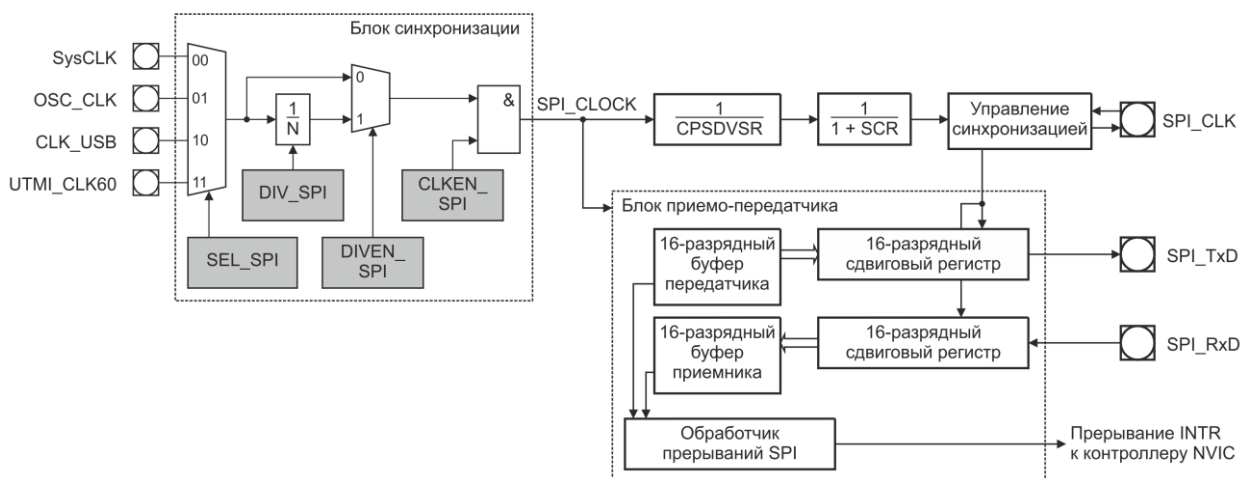 Блок синхронизации
SysCLK
00
OSC_CLK
01
CLK_USB
10
UTMI_CLK60
11
1
N
0
1
&
DIV_SPI
CLKEN_
SPI
SEL_SPI
DIVEN_
SPI
SPI_CLOCK
1
CPSDVSR
1
1 + SCR
Управление
синхронизацией
SPI_CLK
Блок приемо-передатчика
16-разрядный
буфер
передатчика
16-разрядный
сдвиговый регистр
SPI_TxD
16-разрядный
буфер
приемника
16-разрядный
сдвиговый регистр
SPI_RxD
Обработчик
прерываний SPI
Прерывание INTR
к контроллеру NVIC